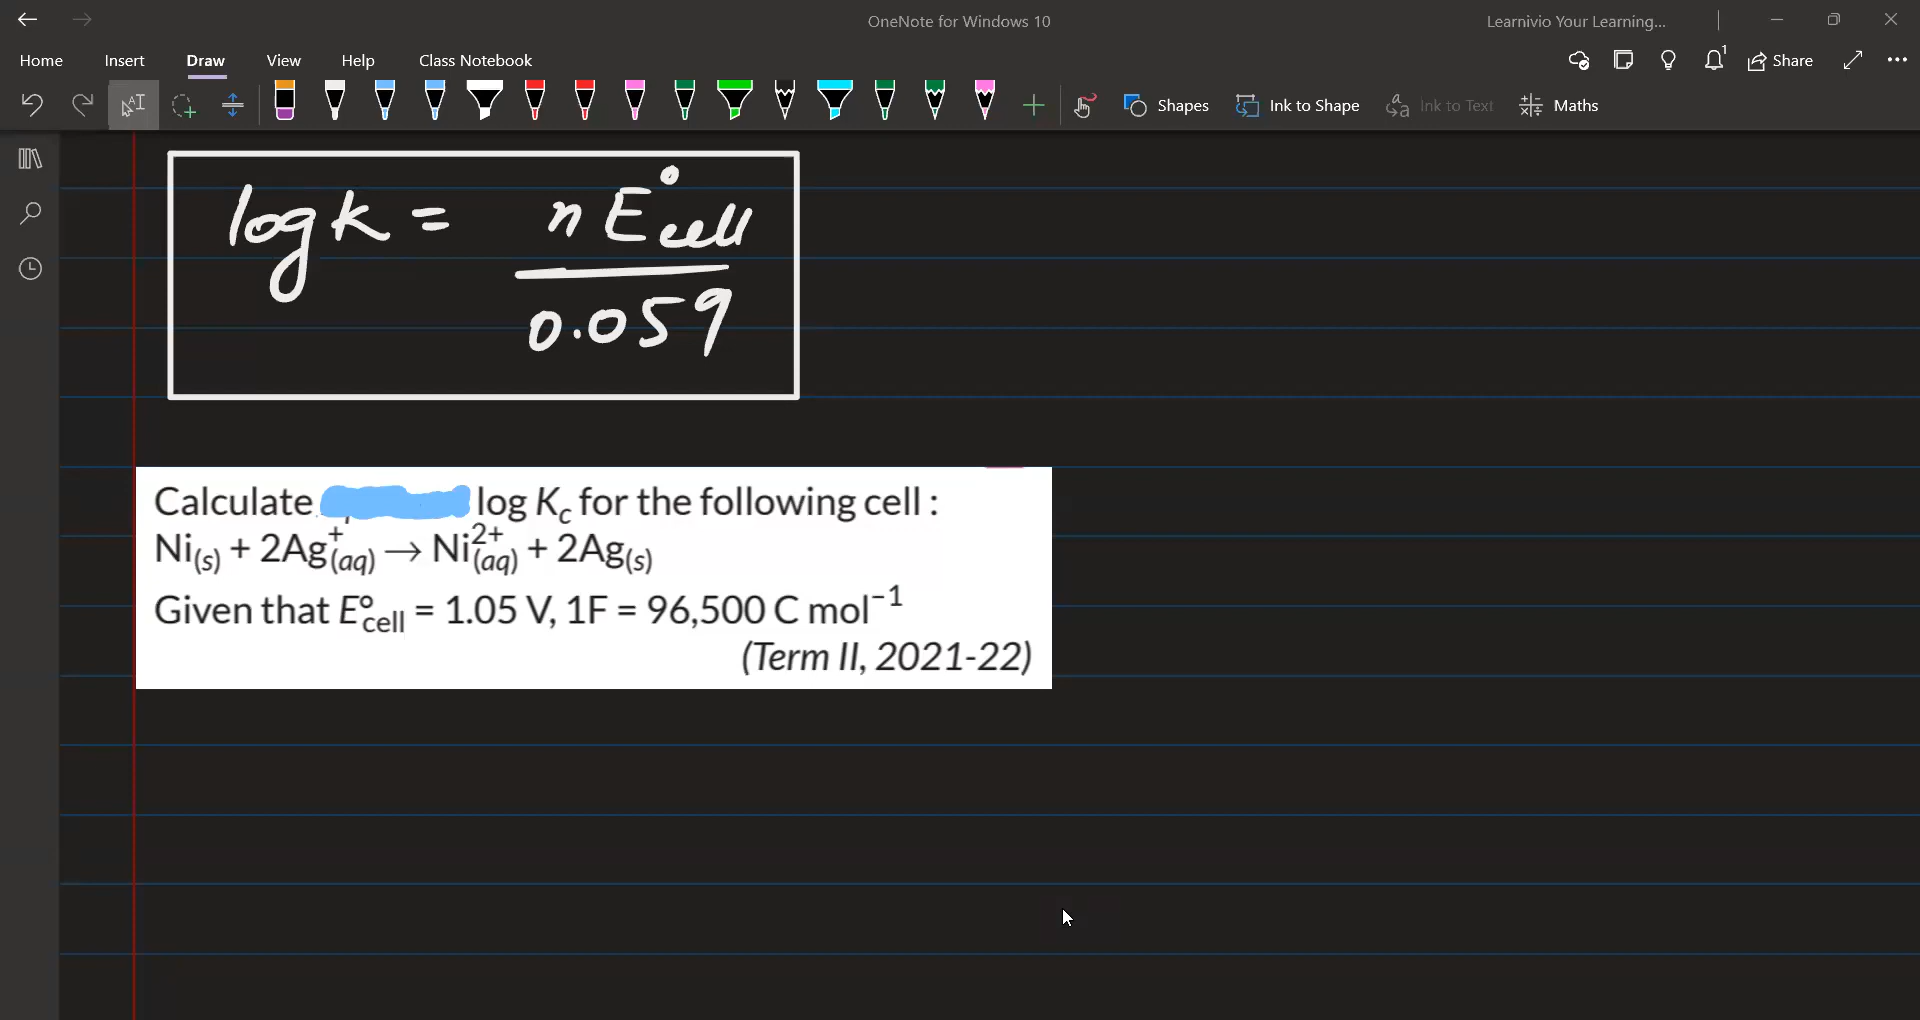 OneNote for Windows 10
Learnivio Your Learning...
Home Insert Draw View Help Class Notebook
1
Share
Shapes Ink to Shape Ink to Text Maths
log k = n E°cell
0.059
Calculate log Kc for the following cell :
Ni(s) + 2Ag+(aq) → Ni2+(aq) + 2Ag(s)
Given that E°cell = 1.05 V, 1F = 96,500 C mol−1
(Term II, 2021-22)